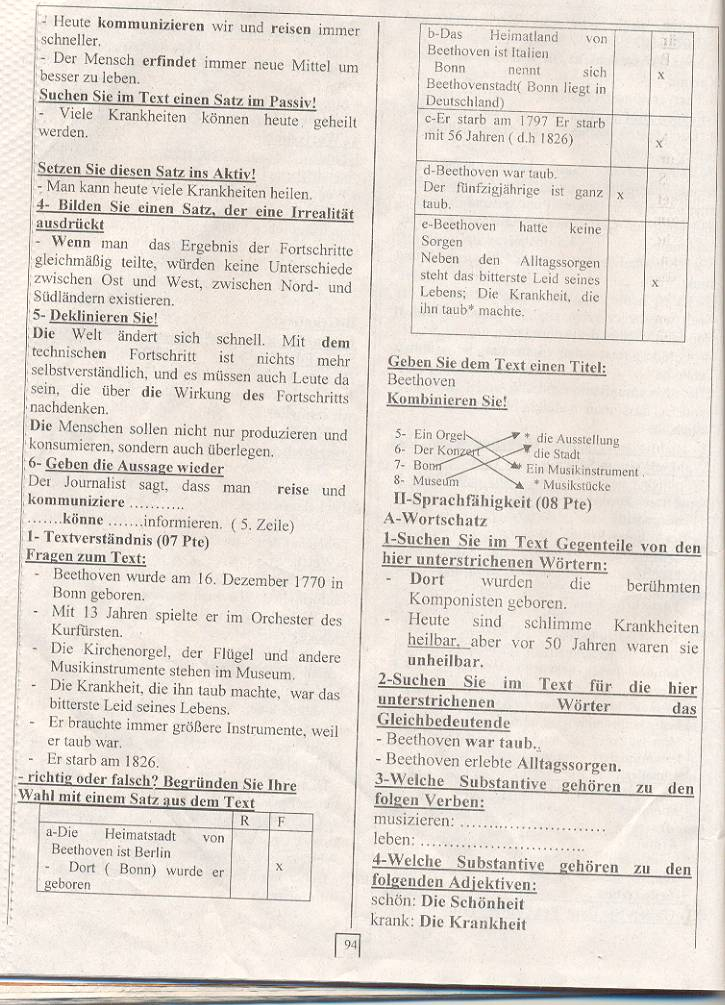 - Heute kommunizieren wir und reisen immer
schneller.
- Der Mensch erfindet immer neue Mittel um
besser zu leben.
Suchen Sie im Text einen Satz im Passiv!
- Viele Krankheiten können heute geheilt
werden.
Setzen Sie diesen Satz ins Aktiv!
- Man kann heute viele Krankheiten heilen.
4- Bilden Sie einen Satz, der eine Irrealität
ausdrückt
- Wenn man das Ergebnis der Fortschritte
gleichmäßig teilte, würden keine Unterschiede
zwischen Ost und West, zwischen Nord- und
Südländern existieren.
5- Deklinieren Sie!
Die Welt ändert sich schnell. Mit dem
technischen Fortschritt ist nichts mehr
selbstverständlich, und es müssen auch Leute da
sein, die über die Wirkung des Fortschritts
nachdenken.
Die Menschen sollen nicht nur produzieren und
konsumieren, sondern auch überlegen.
6- Geben die Aussage wieder
Der Journalist sagt, dass man reise und
kommuniziere ...........
.......könne .......informieren. ( 5. Zeile)
1- Textverständnis (07 Pte)
Fragen zum Text:
- Beethoven wurde am 16. Dezember 1770 in
Bonn geboren.
- Mit 13 Jahren spielte er im Orchester des
Kurfürsten.
- Die Kirchenorgel, der Flügel und andere
Musikinstrumente stehen im Museum.
- Die Krankheit, die ihn taub machte, war das
bitterste Leid seines Lebens.
- Er brauchte immer größere Instrumente, weil
er taub war.
- Er starb am 1826.
- richtig oder falsch? Begründen Sie Ihre
Wahl mit einem Satz aus dem Text
R F
a-Die Heimatstadt von
Beethoven ist Berlin
- Dort ( Bonn) wurde er x
geboren
b-Das Heimatland von
Beethoven ist Italien
Bonn nennt sich x
Beethovenstadt( Bonn liegt in
Deutschland)
c-Er starb am 1797 Er starb
mit 56 Jahren ( d.h 1826) x
d-Beethoven war taub.
Der fünfzigjährige ist ganz x
taub.
e-Beethoven hatte keine
Sorgen
Neben den Alltagssorgen
steht das bitterste Leid seines x
Lebens; Die Krankheit, die
ihn taub* machte.
Geben Sie dem Text einen Titel:
Beethoven
Kombinieren Sie!
5- Ein Orgel * die Ausstellung
6- Der Konzert * die Stadt
7- Bonn * Ein Musikinstrument .
8- Museum * Musikstücke
II-Sprachfähigkeit (08 Pte)
A-Wortschatz
1-Suchen Sie im Text Gegenteile von den
hier unterstrichenen Wörtern:
- Dort wurden die berühmten
Komponisten geboren.
- Heute sind schlimme Krankheiten
heilbar, aber vor 50 Jahren waren sie
unheilbar.
2-Suchen Sie im Text für die hier
unterstrichenen Wörter das
Gleichbedeutende
- Beethoven war taub..
- Beethoven erlebte Alltagssorgen.
3-Welche Substantive gehören zu den
folgen Verben:
musizieren: ..........................
leben: .............................
4-Welche Substantive gehören zu den
folgenden Adjektiven:
schön: Die Schönheit
krank: Die Krankheit
94